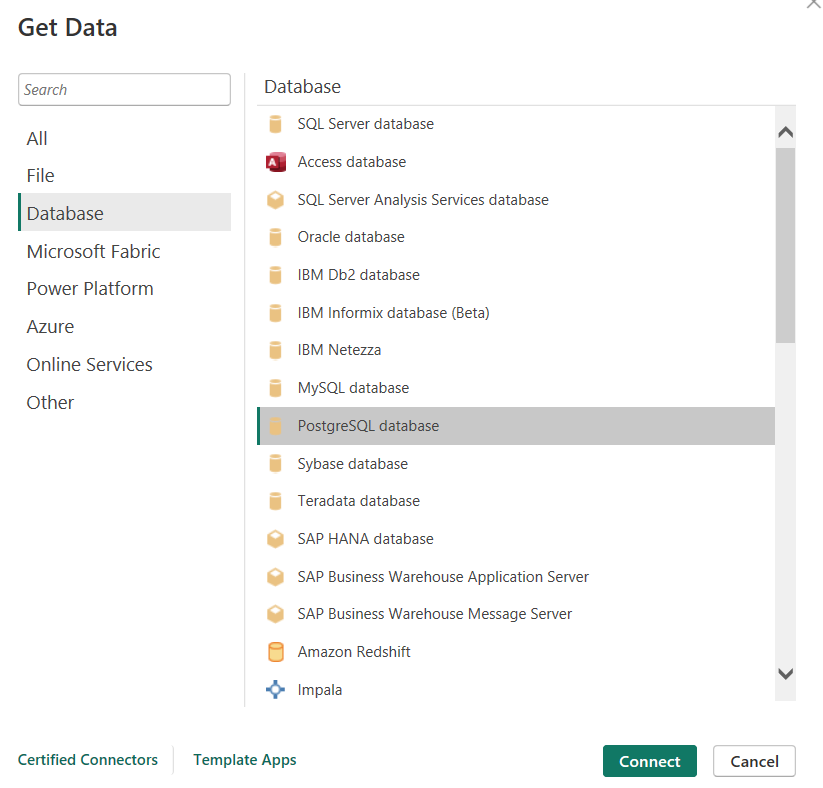 Get Data
Search
All
File
Database
Microsoft Fabric
Power Platform
Azure
Online Services
Other
Database
SQL Server database
Access database
SQL Server Analysis Services database
Oracle database
IBM Db2 database
IBM Informix database (Beta)
IBM Netezza
MySQL database
PostgreSQL database
Sybase database
Teradata database
SAP HANA database
SAP Business Warehouse Application Server
SAP Business Warehouse Message Server
Amazon Redshift
Impala
Certified Connectors
Template Apps
Connect
Cancel